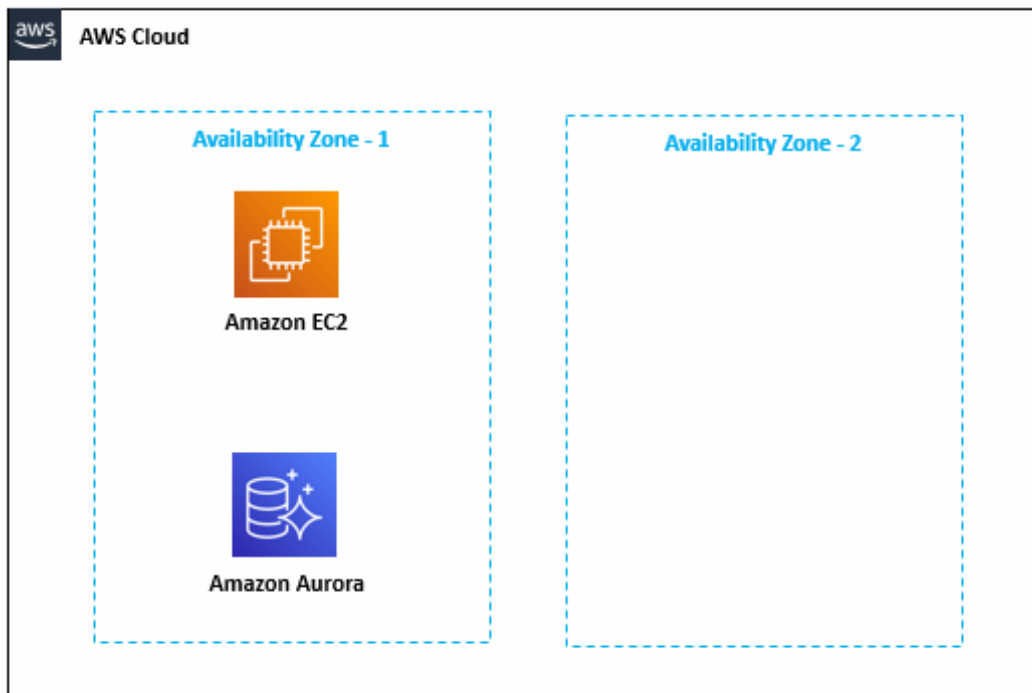 aws
AWS Cloud
Availability Zone - 1
Availability Zone - 2
Amazon EC2
Amazon Aurora